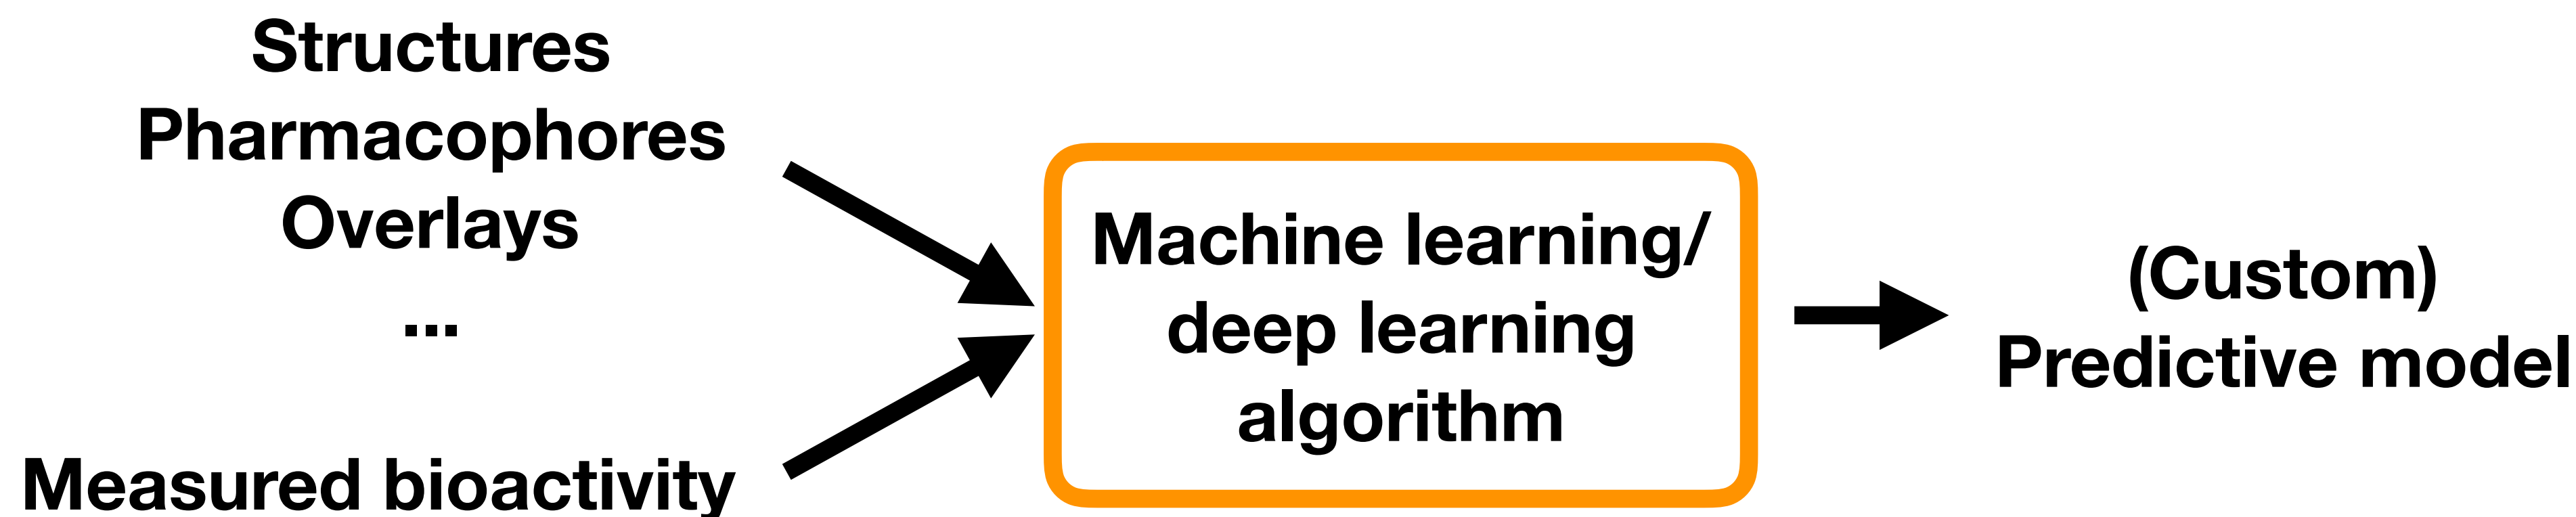 Structures
Pharmacophores
Overlays
...
Measured bioactivity
Machine learning/
deep learning
algorithm
(Custom)
Predictive model